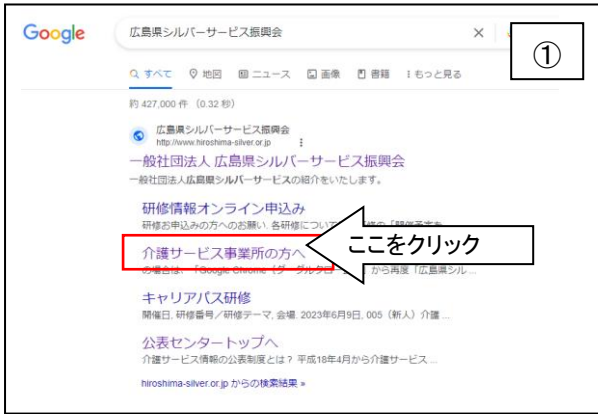 Google
広島県シルバーサービス振興会
①
すべて 地図 ニュース 画像 書籍 もっと見る
約 427,000 件 (0.32 秒)
広島県シルバーサービス振興会
http://www.hiroshima-silver.or.jp
一般社団法人 広島県シルバーサービス振興会
一般社団法人広島県シルバーサービスの紹介をいたします。
研修情報オンライン申込み
研修お申込みの方へのお願い. 各研修につい
介護サービス事業所の方へ
ここをクリック
の場合は、「Google Chrome から再度「広島県シル...
キャリアパス研修
開催日, 研修番号／研修テーマ, 会場. 2023年6月9日, 005（新人）介護 ...
公表センタートップへ
介護サービス情報の公表制度とは？ 平成18年4月から介護サービス ...
hiroshima-silver.or.jp からの検索結果 »